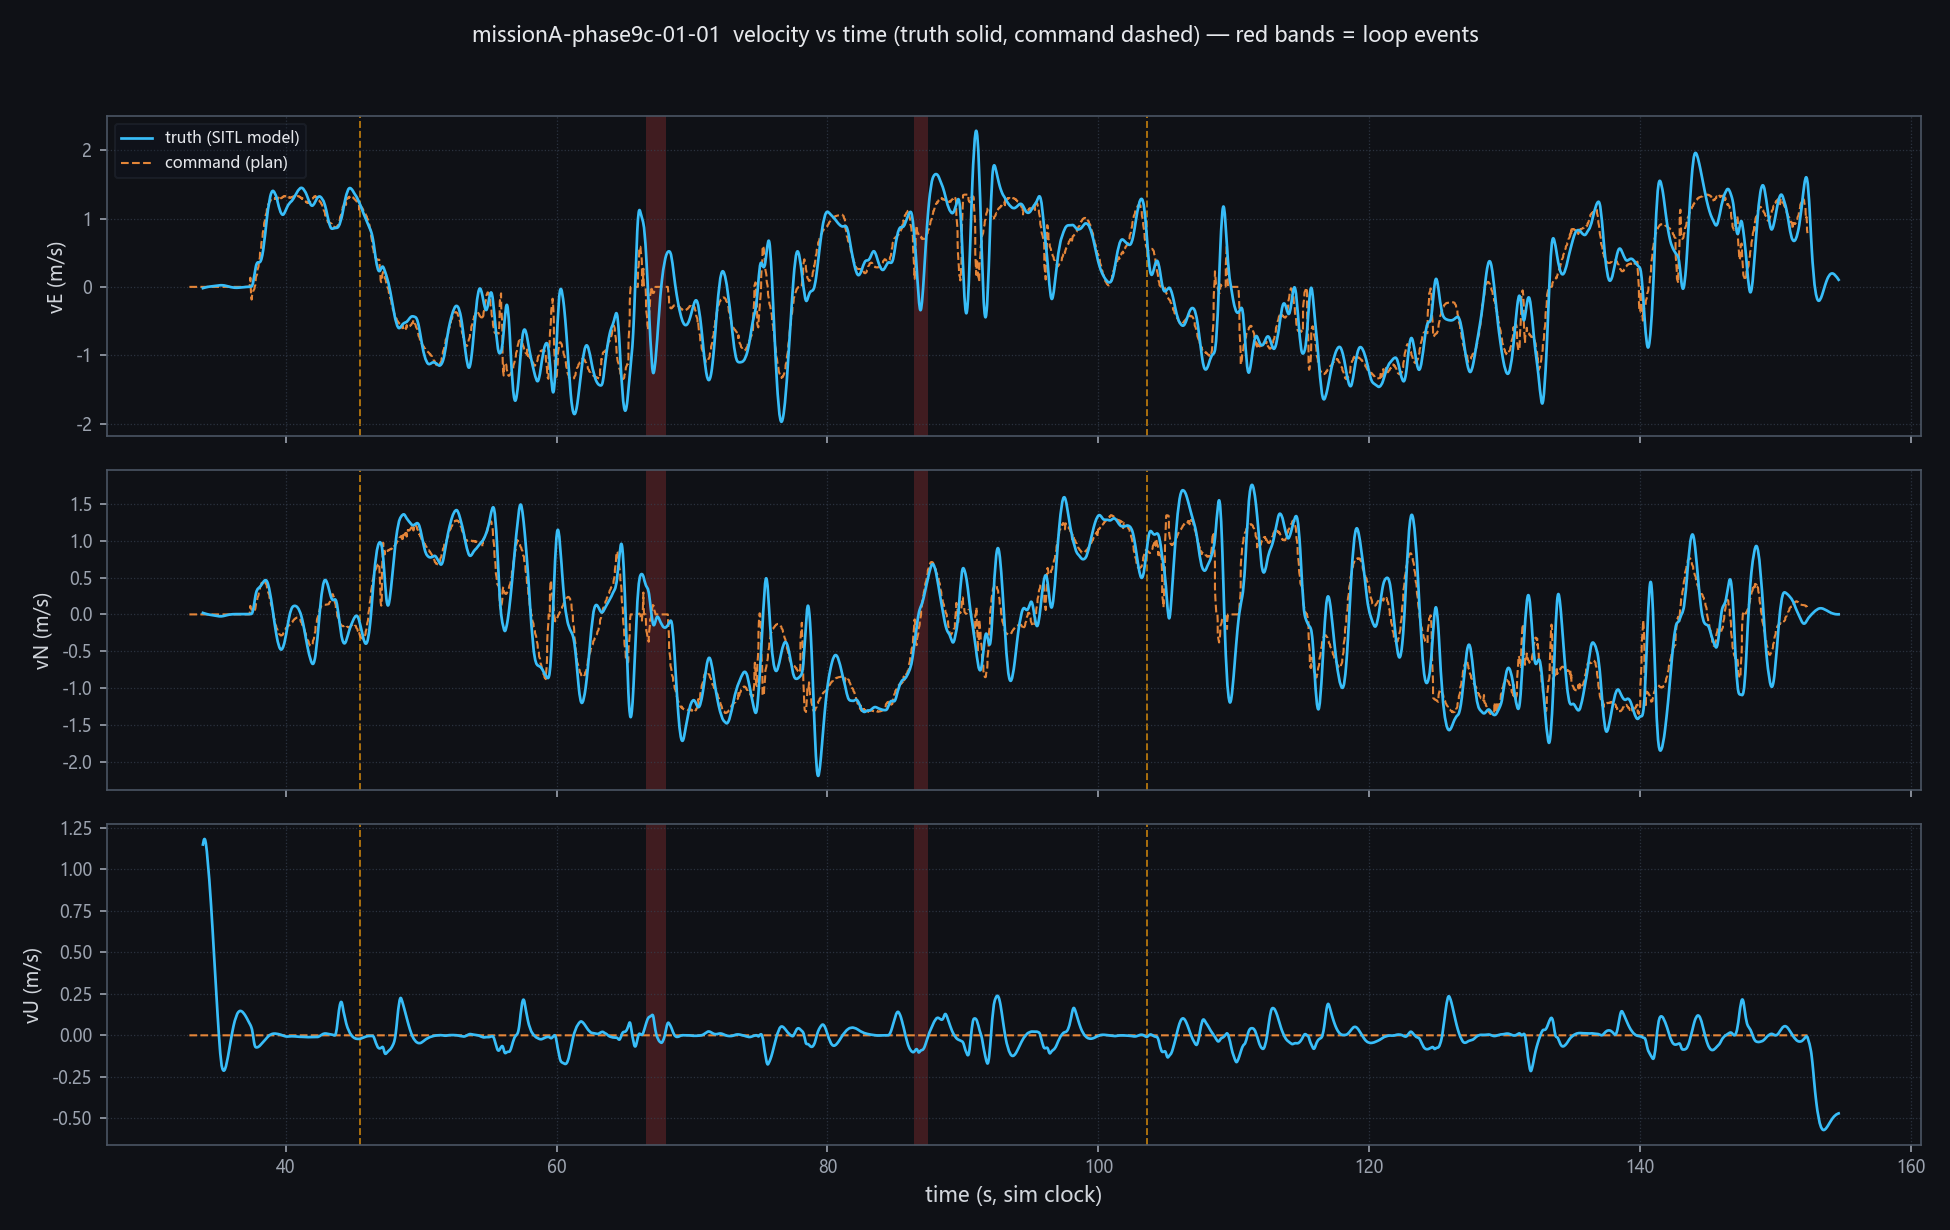 missionA-phase9c-01-01  velocity vs time (truth solid, command dashed) — red bands = loop events
truth (SITL model)
command (plan)
vE (m/s)
2
1
0
-1
-2
vN (m/s)
1.5
1.0
0.5
0.0
-0.5
-1.0
-1.5
-2.0
vU (m/s)
1.25
1.00
0.75
0.50
0.25
0.00
-0.25
-0.50
40 60 80 100 120 140 160
time (s, sim clock)